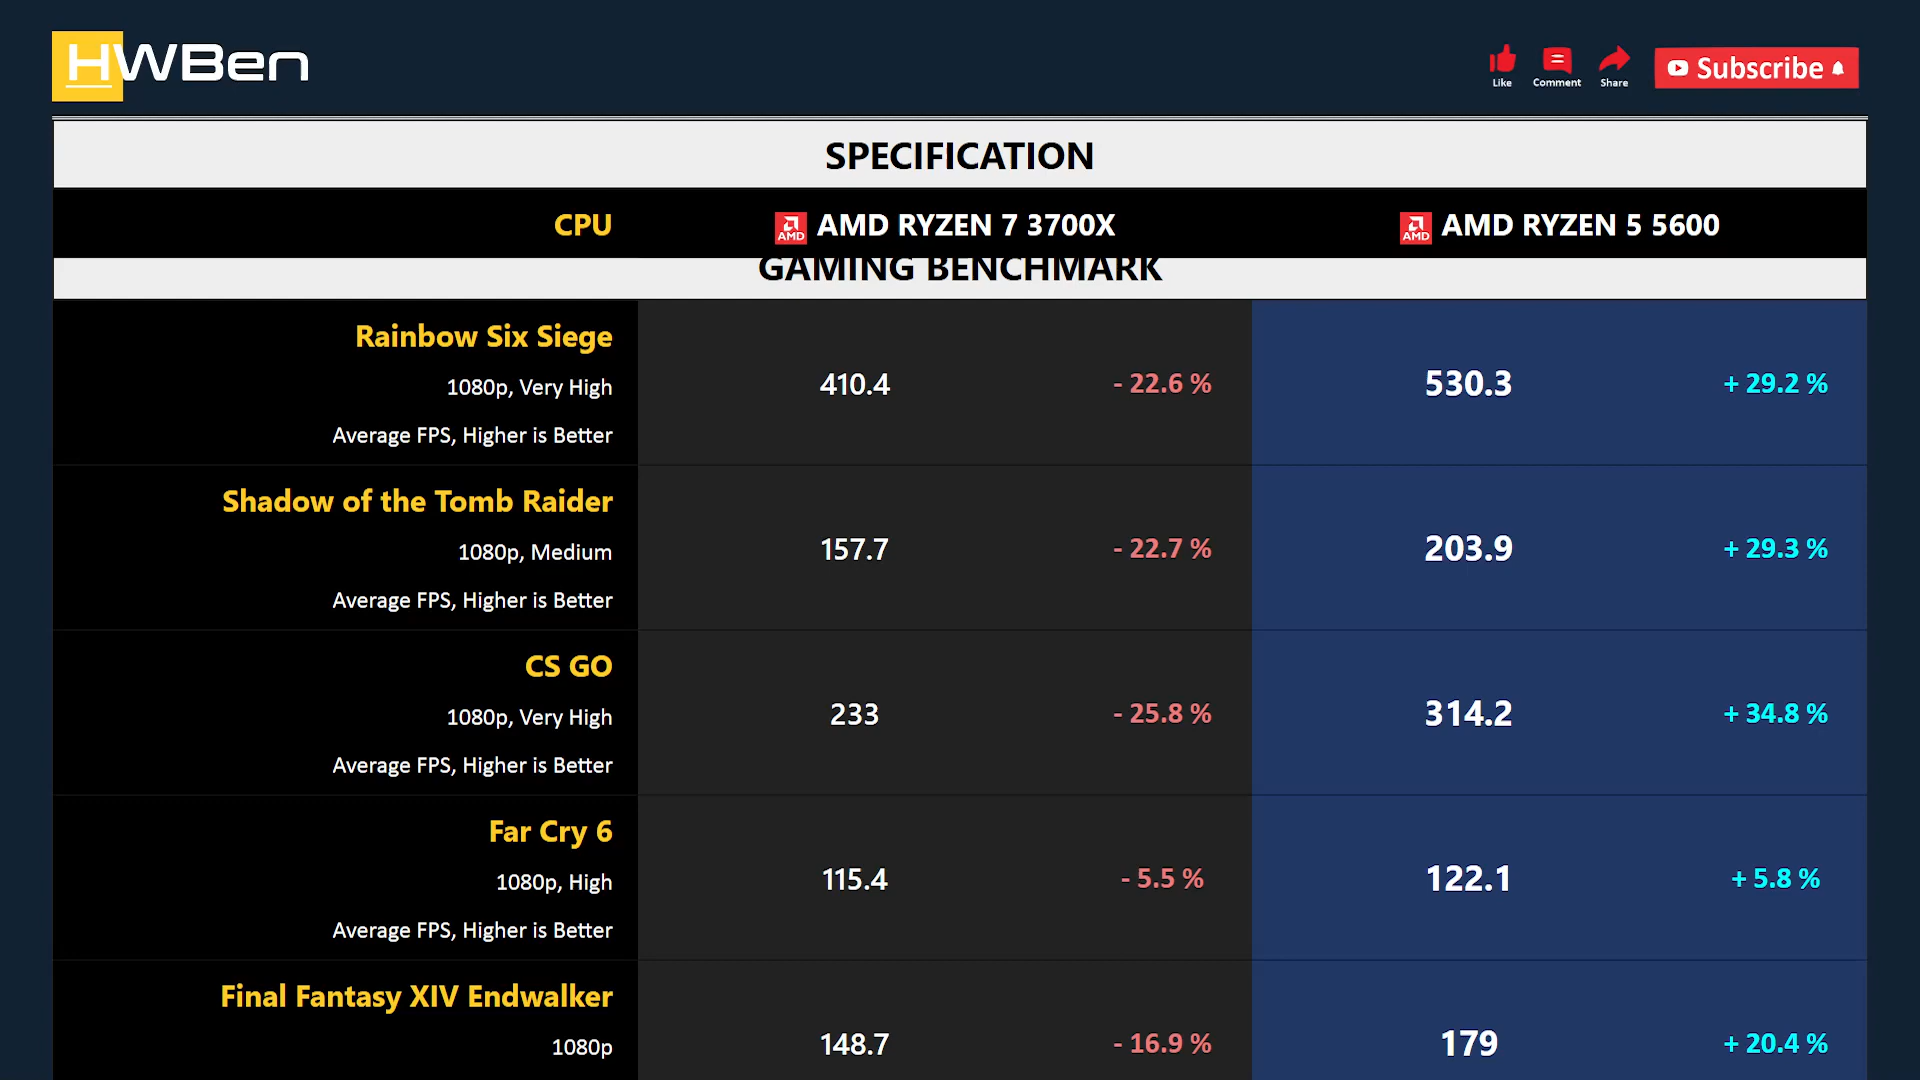 HWBen
Like Comment Share Subscribe
SPECIFICATION
CPU AMD AMD RYZEN 7 3700X AMD AMD RYZEN 5 5600
GAMING BENCHMARK
Rainbow Six Siege
1080p, Very High 410.4 - 22.6 % 530.3 + 29.2 %
Average FPS, Higher is Better
Shadow of the Tomb Raider
1080p, Medium 157.7 - 22.7 % 203.9 + 29.3 %
Average FPS, Higher is Better
CS GO
1080p, Very High 233 - 25.8 % 314.2 + 34.8 %
Average FPS, Higher is Better
Far Cry 6
1080p, High 115.4 - 5.5 % 122.1 + 5.8 %
Average FPS, Higher is Better
Final Fantasy XIV Endwalker
1080p 148.7 - 16.9 % 179 + 20.4 %